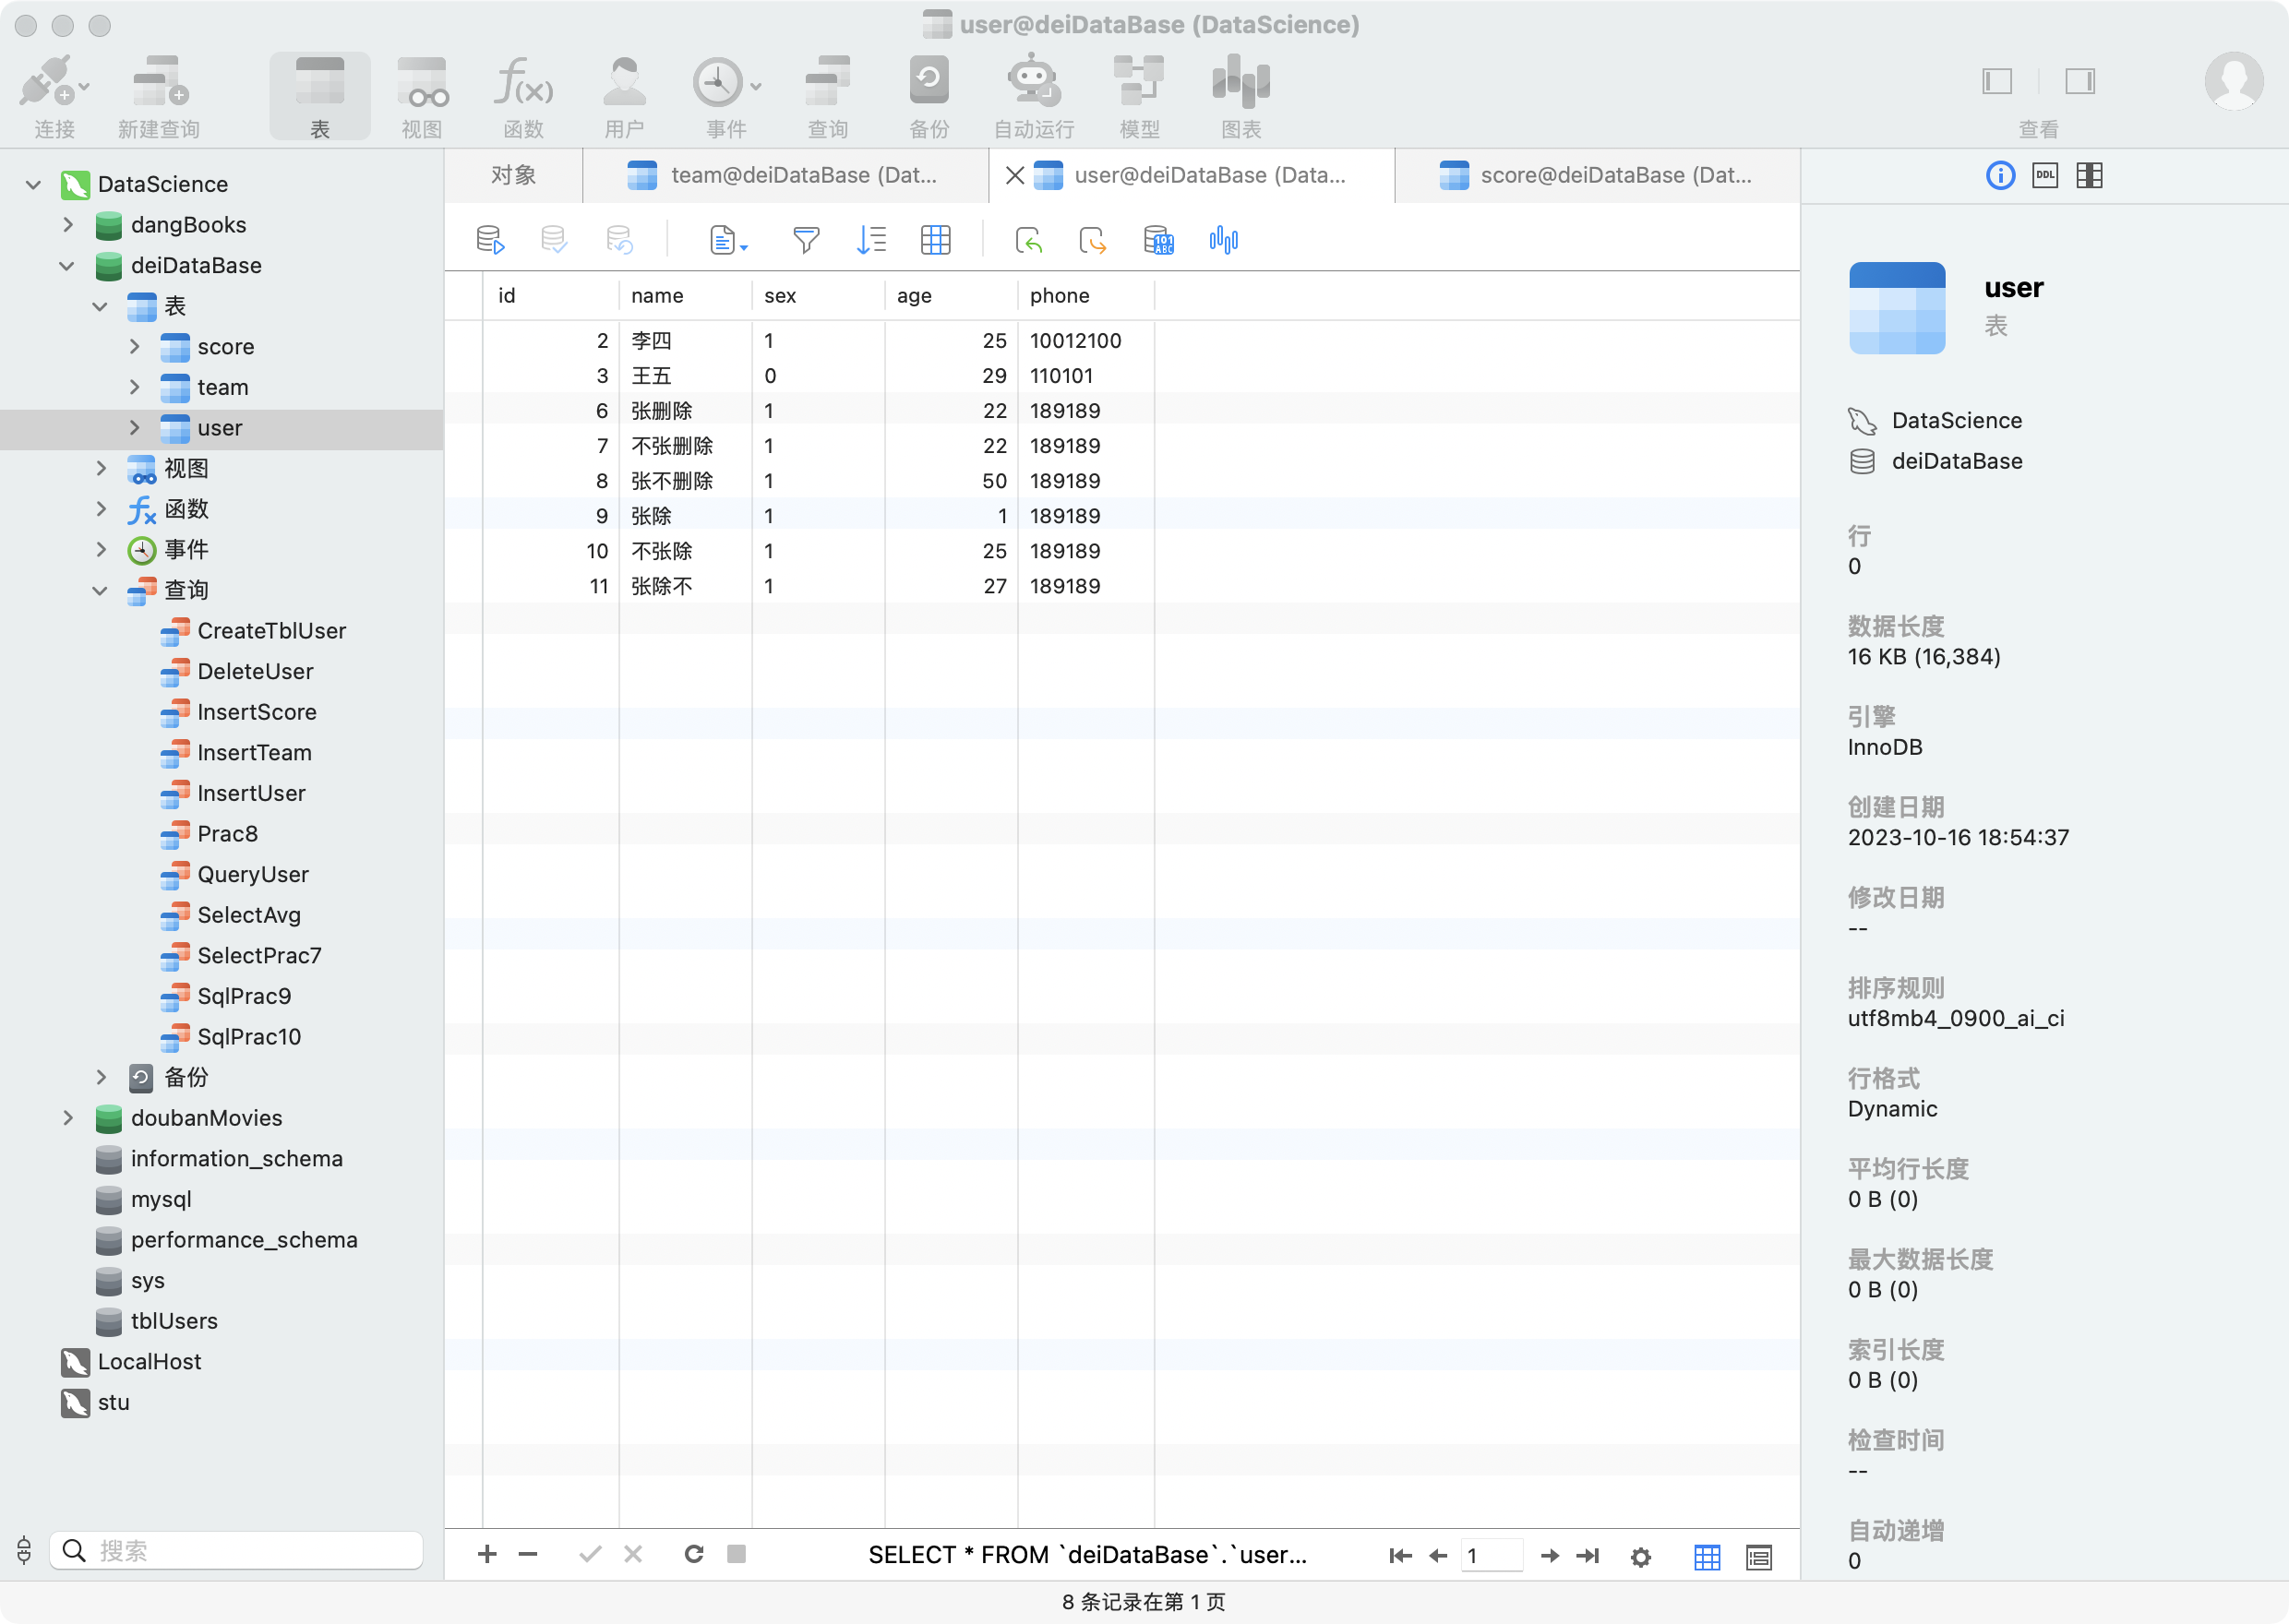 user@deiDataBase (DataScience)
连接
新建查询
表
视图
函数
用户
事件
查询
备份
自动运行
模型
图表
查看
DataScience
dangBooks
deiDataBase
表
score
team
user
视图
函数
事件
查询
CreateTblUser
DeleteUser
InsertScore
InsertTeam
InsertUser
Prac8
QueryUser
SelectAvg
SelectPrac7
SqlPrac9
SqlPrac10
备份
doubanMovies
information_schema
mysql
performance_schema
sys
tblUsers
LocalHost
stu
搜索
对象 team@deiDataBase (Dat... user@deiDataBase (Data... score@deiDataBase (Dat...
id name sex age phone
2 李四 1 25 10012100
3 王五 0 29 110101
6 张删除 1 22 189189
7 不张删除 1 22 189189
8 张不删除 1 50 189189
9 张除 1 1 189189
10 不张除 1 25 189189
11 张除不 1 27 189189
SELECT * FROM `deiDataBase`.`user... 1
8 条记录在第 1 页
DDL
user
表
DataScience
deiDataBase
行
0
数据长度
16 KB (16,384)
引擎
InnoDB
创建日期
2023-10-16 18:54:37
修改日期
--
排序规则
utf8mb4_0900_ai_ci
行格式
Dynamic
平均行长度
0 B (0)
最大数据长度
0 B (0)
索引长度
0 B (0)
检查时间
--
自动递增
0